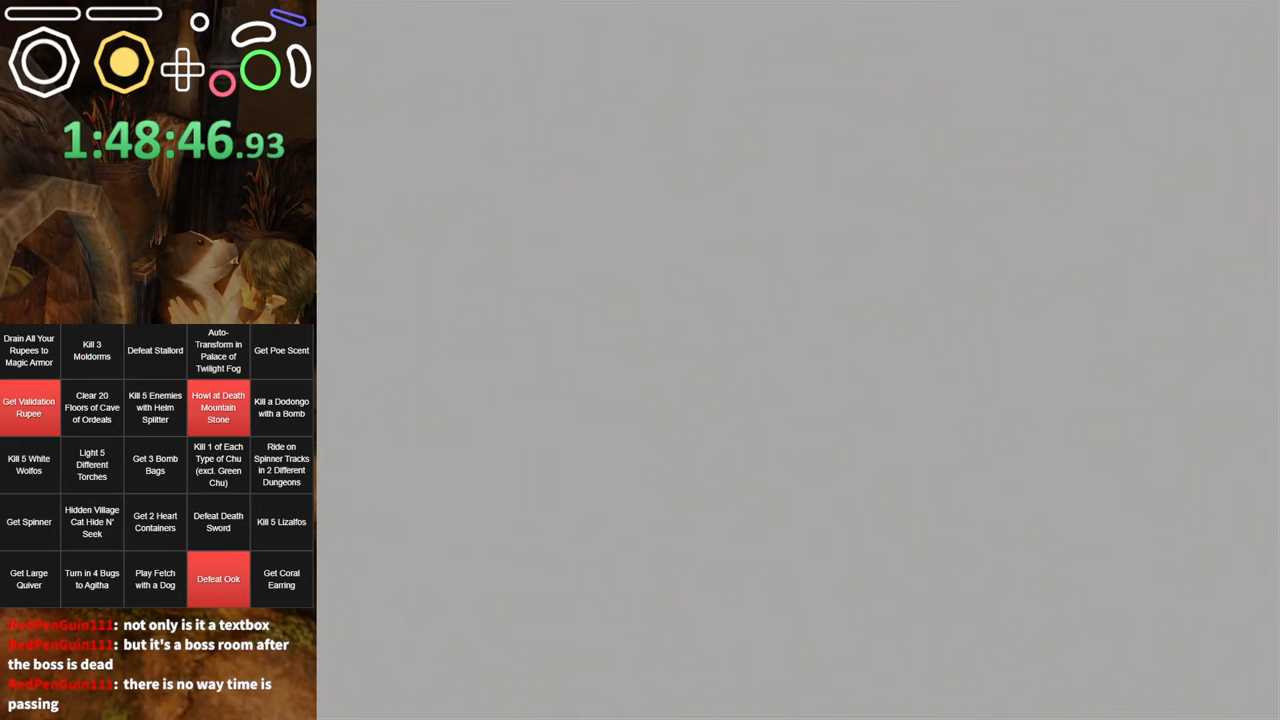 1:48:46.93
Drain All Your
Rupees to
Magic Armor
Kill 3
Moldorms
Defeat Stallord
Auto-
Transform in
Palace of
Twilight Fog
Get Poe Scent
Get Validation
Rupee
Clear 20
Floors of Cave
of Ordeals
Kill 5 Enemies
with Helm
Splitter
Howl at Death
Mountain
Stone
Kill a Dodongo
with a Bomb
Kill 5 White
Wolfos
Light 5
Different
Torches
Get 3 Bomb
Bags
Kill 1 of Each
Type of Chu
(excl. Green
Chu)
Ride on
Spinner Tracks
in 2 Different
Dungeons
Get Spinner
Hidden Village
Cat Hide N'
Seek
Get 2 Heart
Containers
Defeat Death
Sword
Kill 5 Lizalfos
Get Large
Quiver
Turn in 4 Bugs
to Agitha
Play Fetch
with a Dog
Defeat Ook
Get Coral
Earring
RedPenGuin111: not only is it a textbox
RedPenGuin111: but it's a boss room after
the boss is dead
RedPenGuin111: there is no way time is
passing